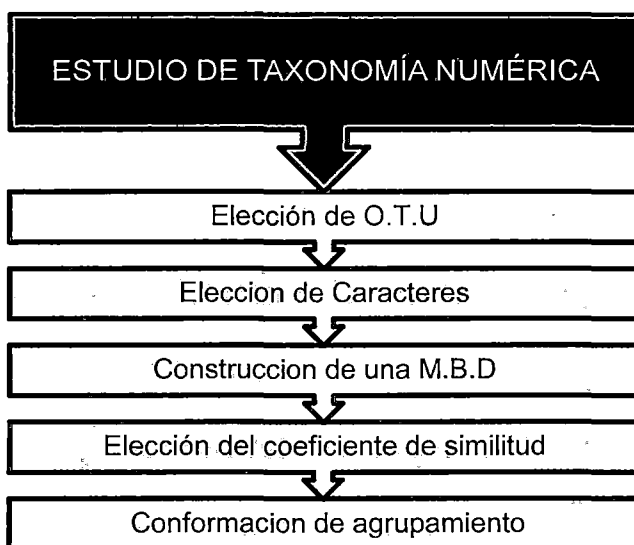 ESTUDIO DE TAXONOMÍA NUMÉRICA
Elección de O.T.U
Eleccion de Caracteres
Construccion de una M.B.D
Elección del coeficiente de similitud
Conformacion de agrupamiento